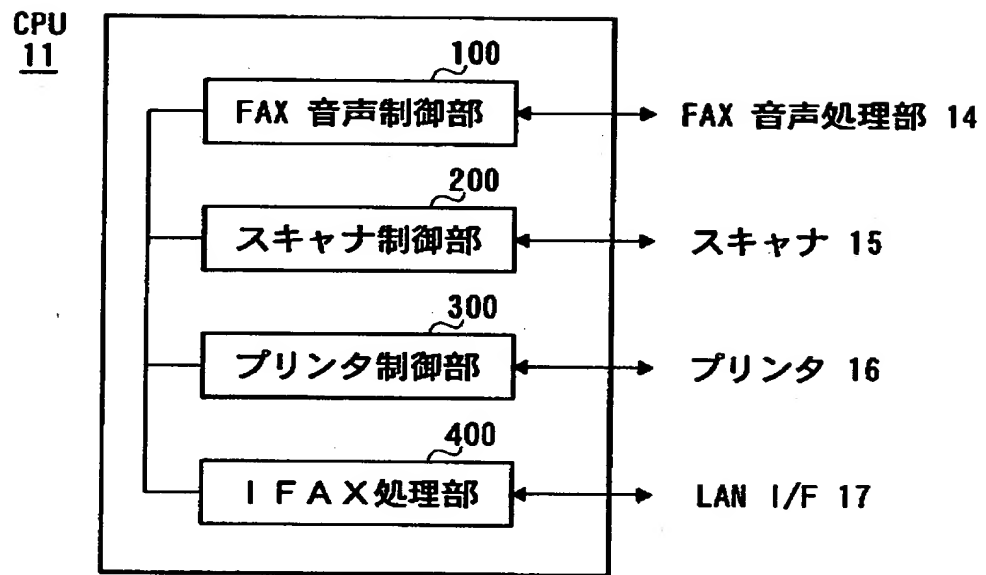 CPU
11
100
FAX 音声制御部
FAX 音声処理部 14
200
スキャナ制御部
スキャナ 15
300
プリンタ制御部
プリンタ 16
400
ＩＦＡＸ処理部
LAN I/F 17